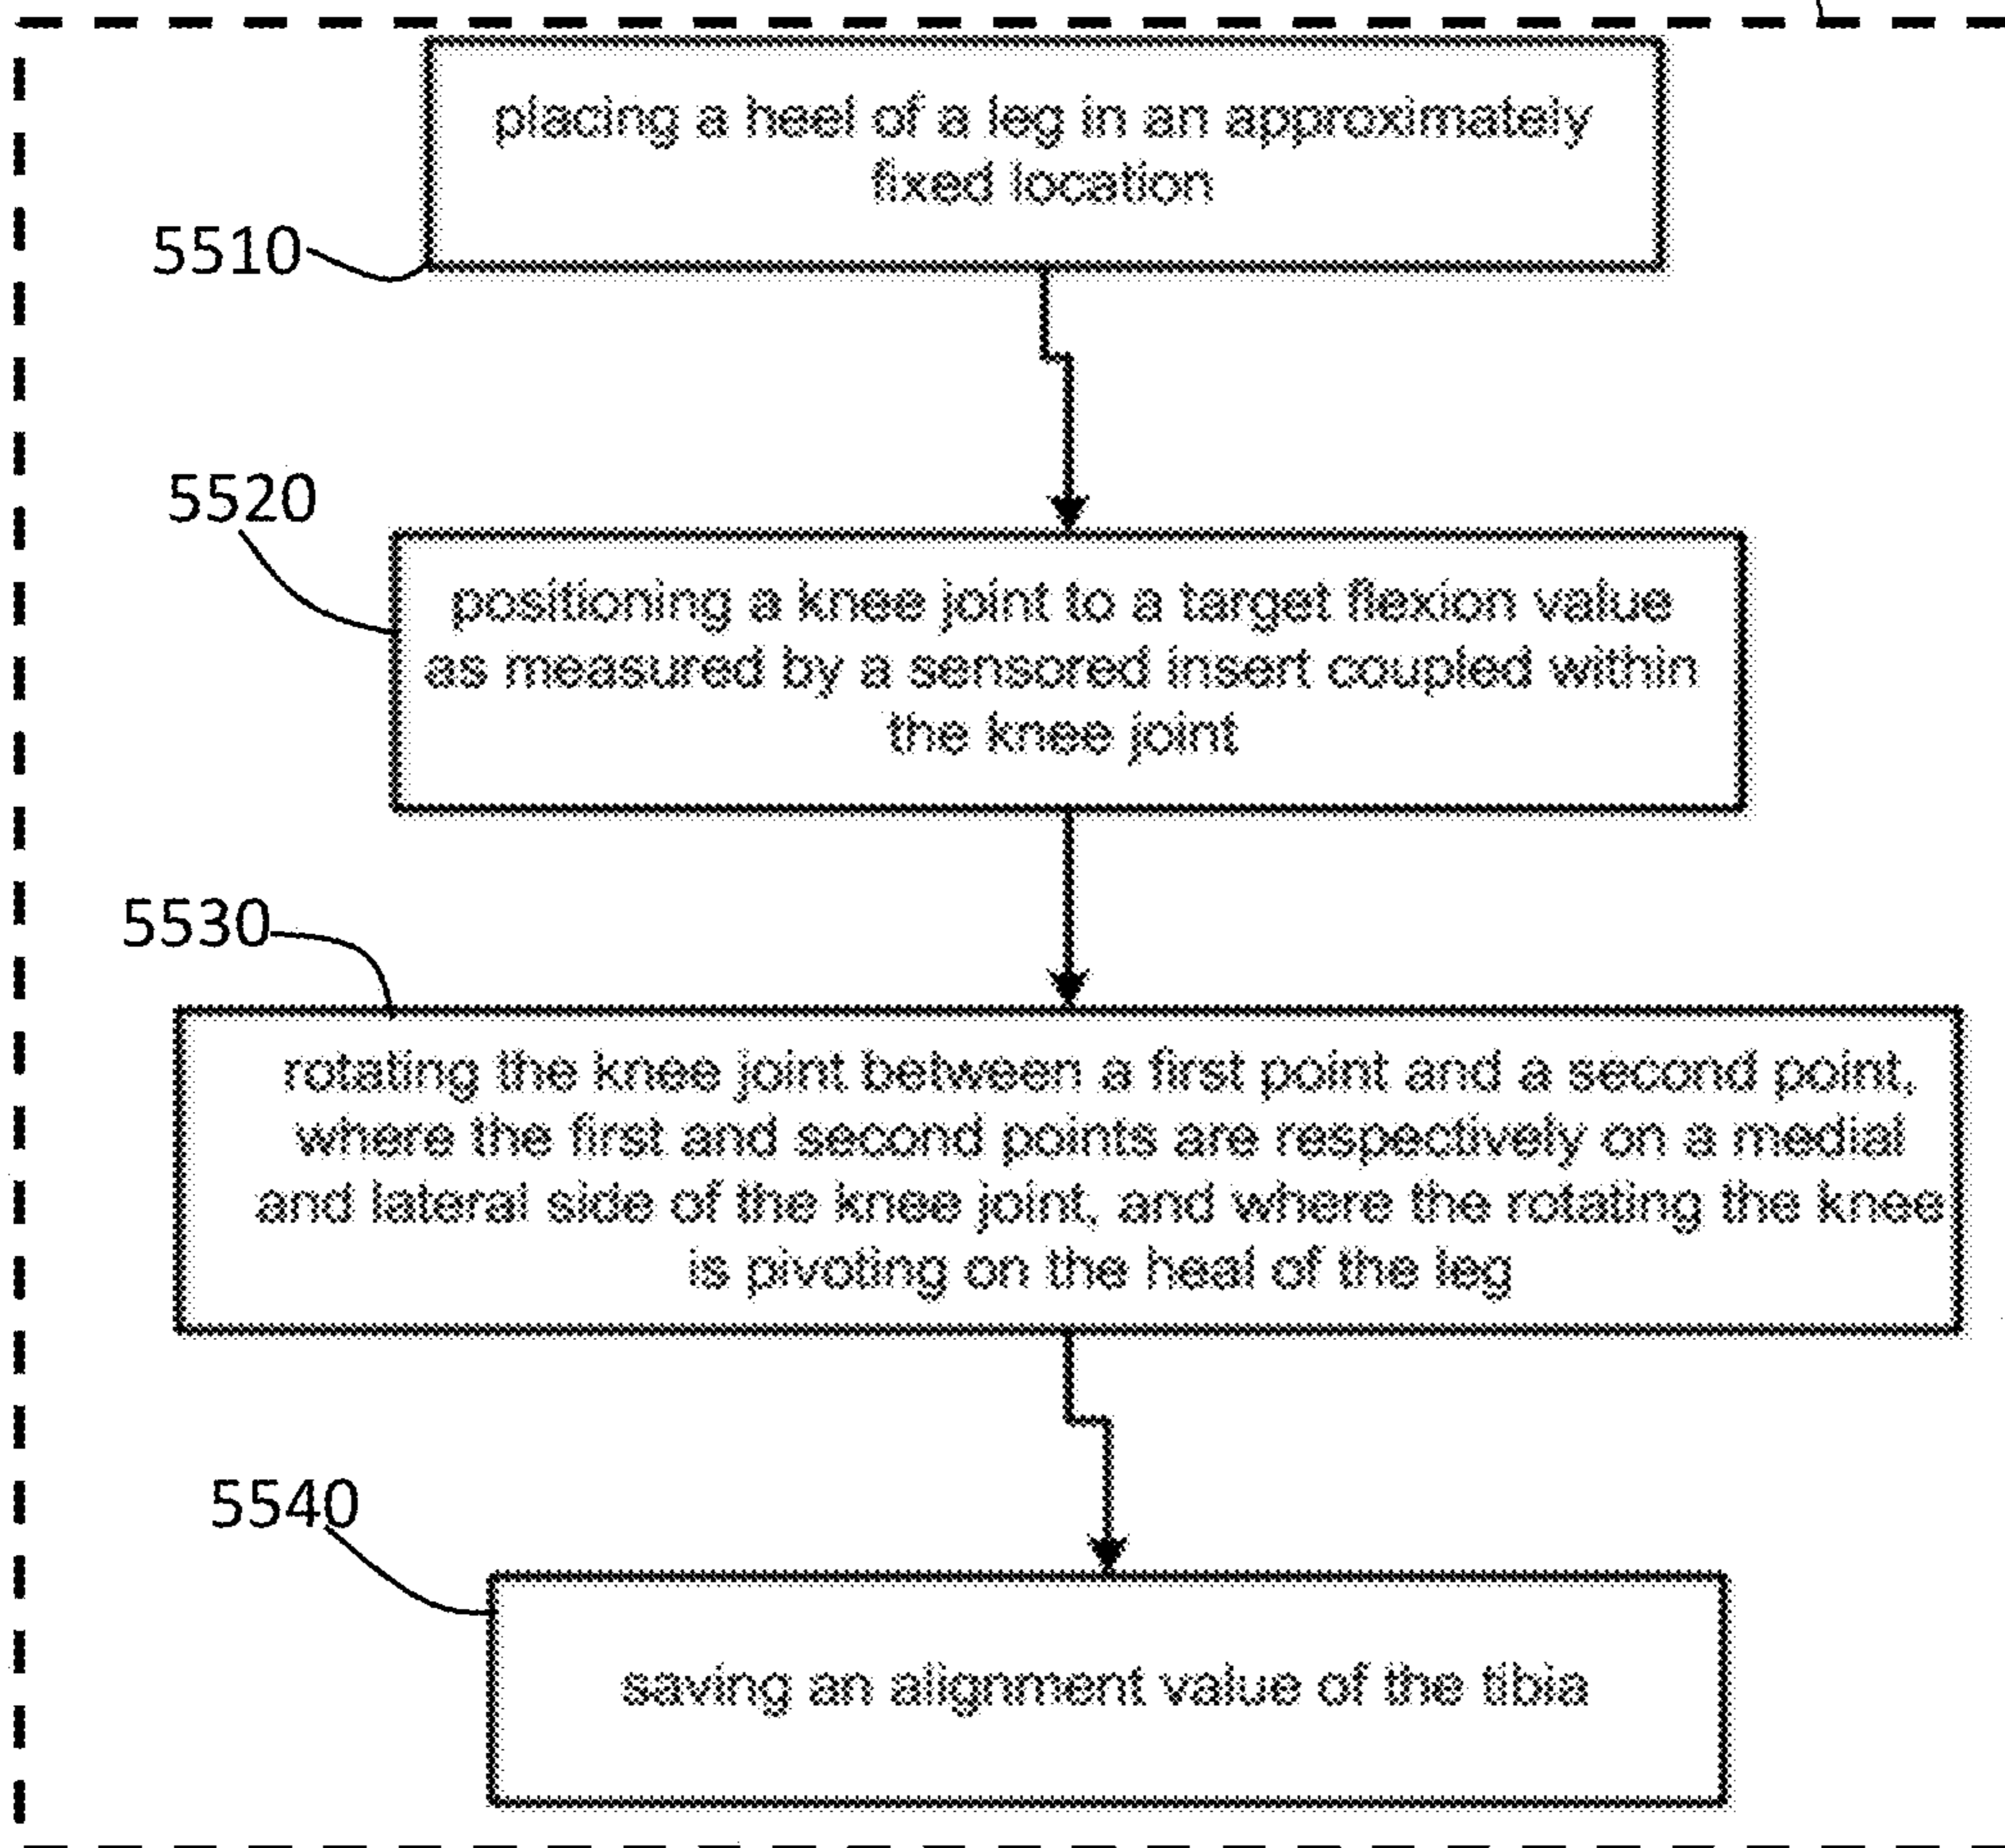 placing a heel of a leg in an approximately
fixed location
5510
5520
positioning a knee joint to a target flexion value
as measured by a sensored insert coupled within
the knee joint
5530
rotating the knee joint between a first point and a second point,
where the first and second points are respectively on a medial
and lateral side of the knee joint, and where the rotating the knee
is pivoting on the heal of the leg
5540
saving an alignment value of the tibia